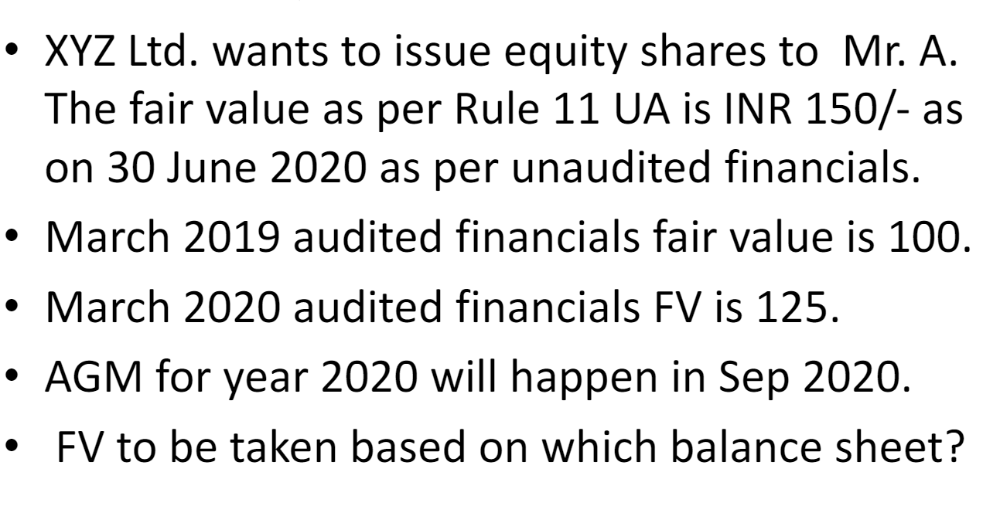 • XYZ Ltd. wants to issue equity shares to Mr. A.
The fair value as per Rule 11 UA is INR 150/- as
on 30 June 2020 as per unaudited financials.
• March 2019 audited financials fair value is 100.
• March 2020 audited financials FV is 125.
• AGM for year 2020 will happen in Sep 2020.
• FV to be taken based on which balance sheet?